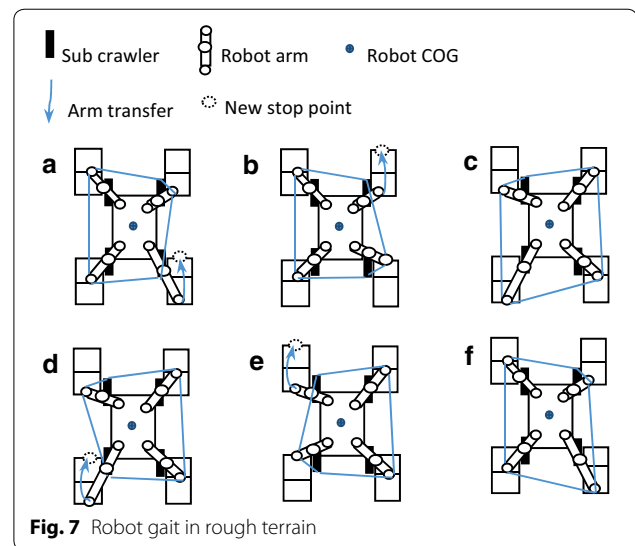 Sub crawler
Robot arm
Robot COG
Arm transfer
New stop point
a
b
c
d
e
f
Fig. 7 Robot gait in rough terrain